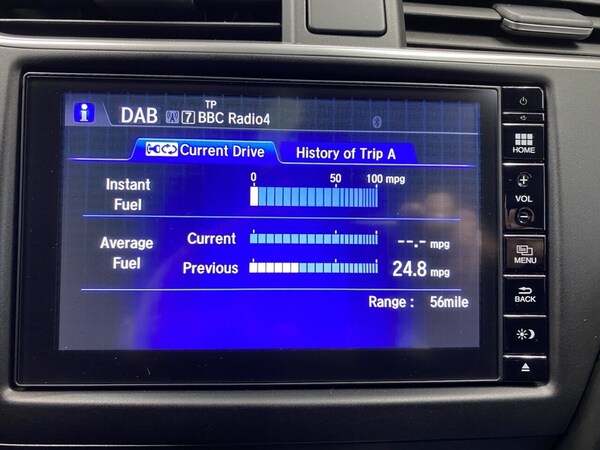 TP
i DAB 7 BBC Radio4
Current Drive History of Trip A
Instant Fuel 0 50 100 mpg
Average Fuel
Current --.- mpg
Previous 24.8 mpg
Range : 56mile
HOME
+
VOL
-
MENU
BACK